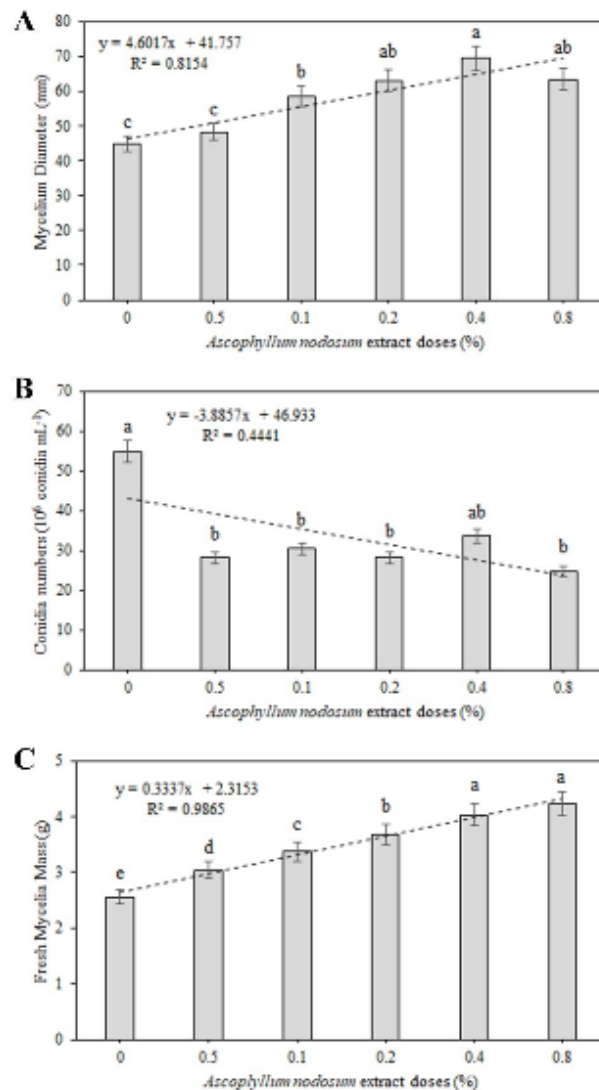 A
y = 4.6017x + 41.757
R² = 0.8154
Mycelium Diameter (mm)
80
70
60
50
40
30
20
10
0
c
c
b
ab
a
ab
0 0.5 0.1 0.2 0.4 0.8
Ascophyllum nodosum extract doses (%)
B
y = -3.8857x + 46.933
R² = 0.4441
Conidia numbers (10⁶ conidia mL⁻¹)
70
60
50
40
30
20
10
0
a
b
b
b
ab
b
0 0.5 0.1 0.2 0.4 0.8
Ascophyllum nodosum extract doses (%)
C
y = 0.3337x + 2.3153
R² = 0.9865
Fresh Mycelia Mass (g)
5
4
3
2
1
0
e
d
c
b
a
a
0 0.5 0.1 0.2 0.4 0.8
Ascophyllum nodosum extract doses (%)